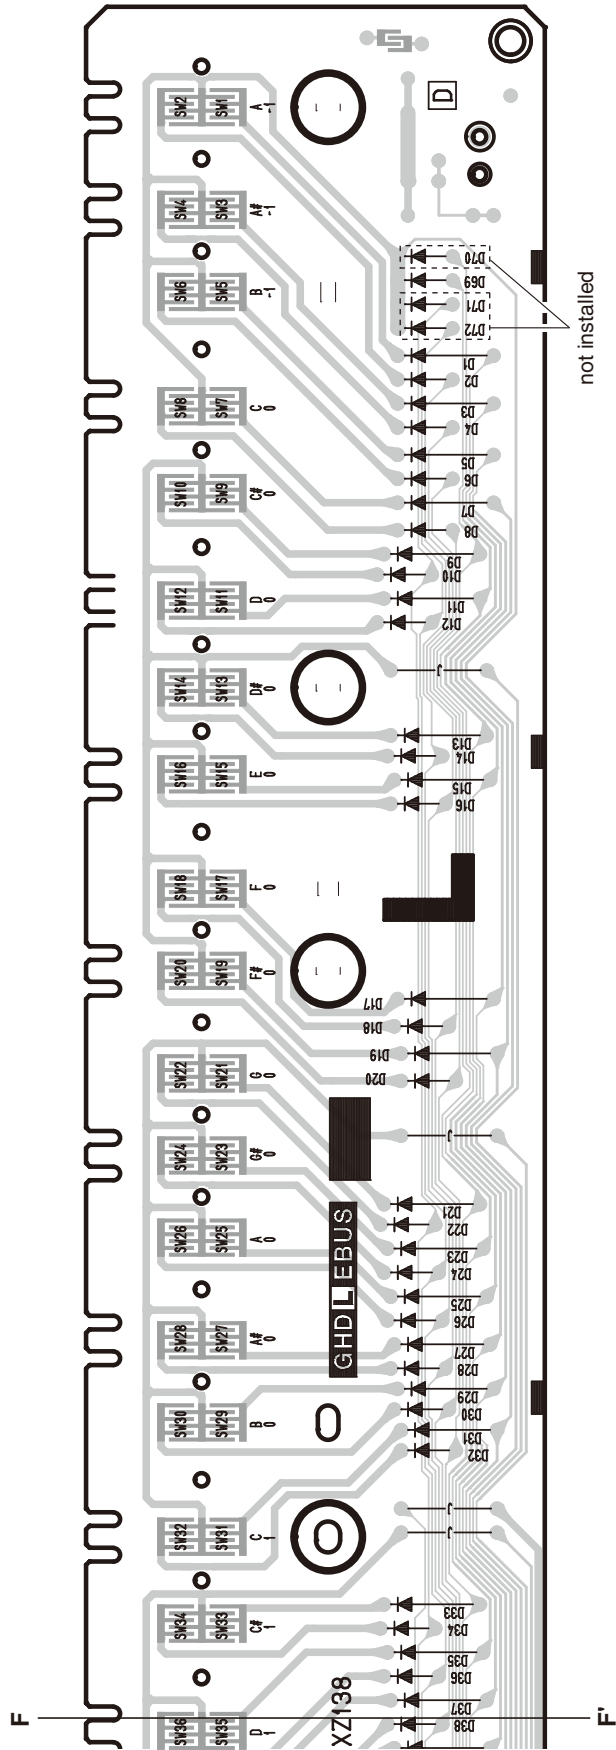 D
SW2
SW1
A
-1
SW4
SW3
A#
-1
D70
D69
SW6
SW5
B
-1
D71
D72
not installed
D1
D2
SW8
SW7
C
0
D3
D4
D5
D6
SW10
SW9
C#
0
D7
D8
D9
D10
SW12
SW11
D
0
D11
D12
SW14
SW13
D#
0
J
D13
D14
SW16
SW15
E
0
D15
D16
SW18
SW17
F
0
SW20
SW19
F#
0
D17
D18
D19
D20
SW22
SW21
G
0
J
SW24
SW23
G#
0
D21
D22
SW26
SW25
A
0
D23
D24
D25
D26
GHDL EBUS
SW28
SW27
A#
0
D27
D28
D29
D30
SW30
SW29
B
0
D31
D32
J
J
SW32
SW31
C
1
D33
D34
SW34
SW33
C#
1
D35
D36
XZ138
D37
D38
SW36
SW35
D
1
F
F'